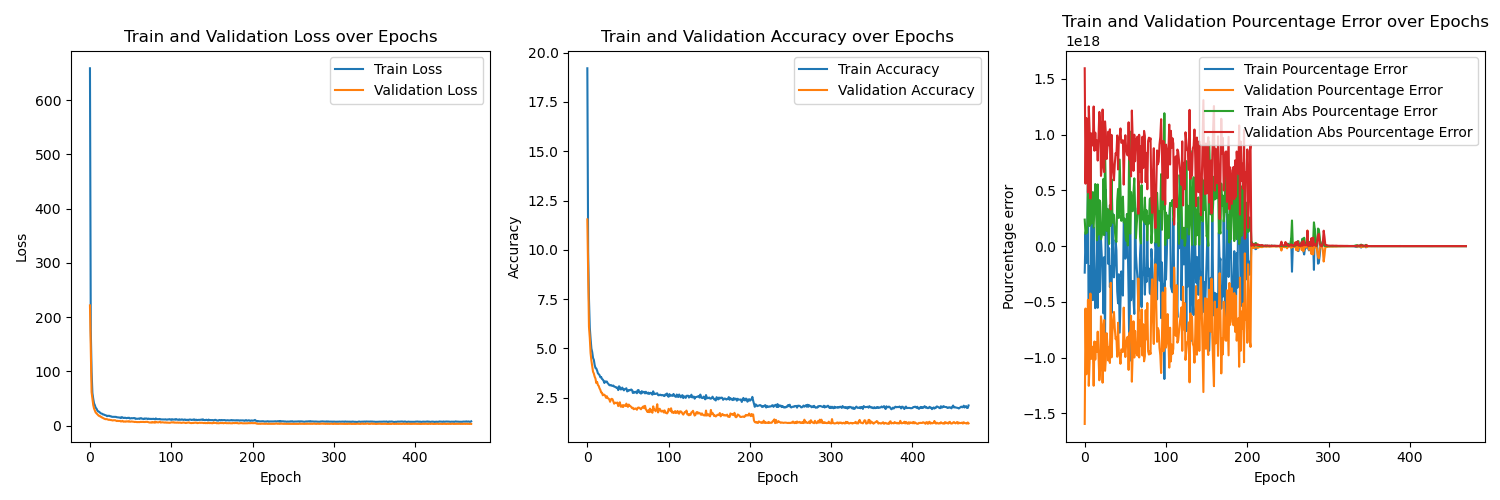 Train and Validation Loss over Epochs
Train Loss
Validation Loss
Loss
600
500
400
300
200
100
0
0 100 200 300 400
Epoch
Train and Validation Accuracy over Epochs
Train Accuracy
Validation Accuracy
Accuracy
20.0
17.5
15.0
12.5
10.0
7.5
5.0
2.5
0 100 200 300 400
Epoch
Train and Validation Pourcentage Error over Epochs
1e18
Train Pourcentage Error
Validation Pourcentage Error
Train Abs Pourcentage Error
Validation Abs Pourcentage Error
Pourcentage error
1.5
1.0
0.5
0.0
−0.5
−1.0
−1.5
0 100 200 300 400
Epoch